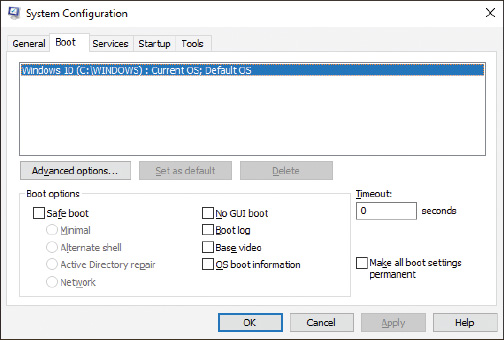 System Configuration
General Boot Services Startup Tools
Windows 10 (C:\WINDOWS) : Current OS; Default OS
Advanced options... Set as default Delete
Boot options
Safe boot
Minimal
Alternate shell
Active Directory repair
Network
No GUI boot
Boot log
Base video
OS boot information
Timeout:
0 seconds
Make all boot settings
permanent
OK Cancel Apply Help